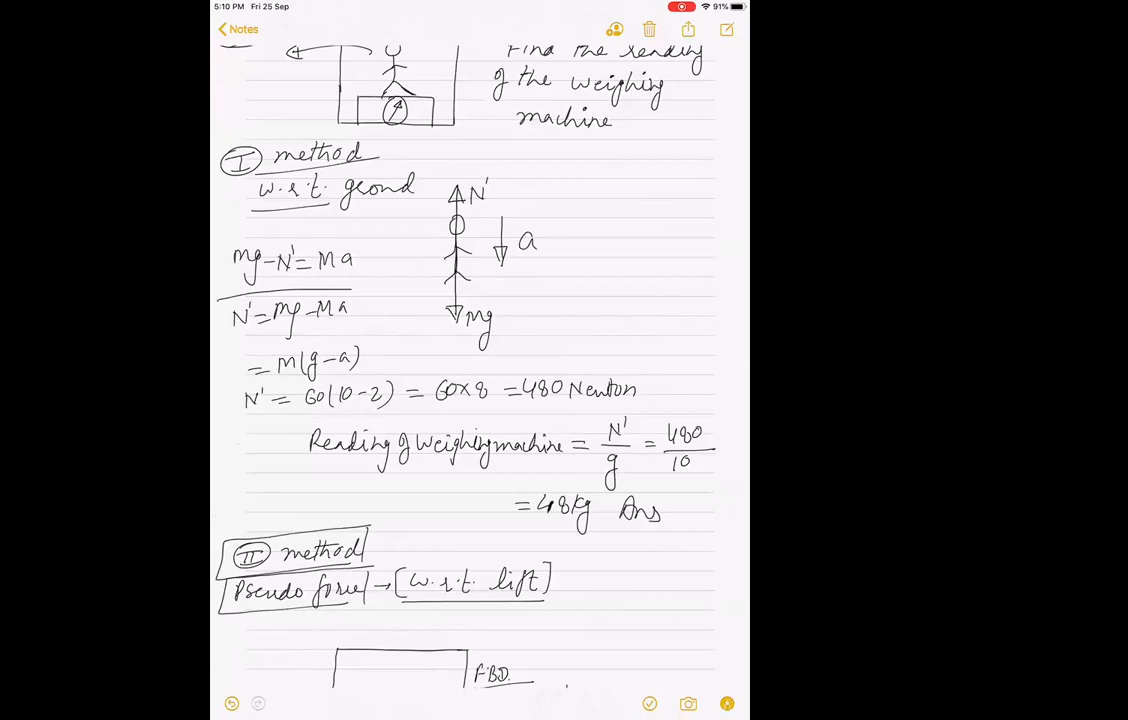 5:10 PM Fri 25 Sep
91%
Notes
Find the reading
of the weighing
machine
I method
w.r.t. grond
N'
a
mg-N'=Ma
N'=mg-Ma
Mg
=M(g-a)
N' = 60(10-2) = 60×8 =480 Newton
Reading of Weighing machine = N'/g = 480/10
=48kg Ans
II method
Pseudo force → [w.r.t. lift]
FBD.